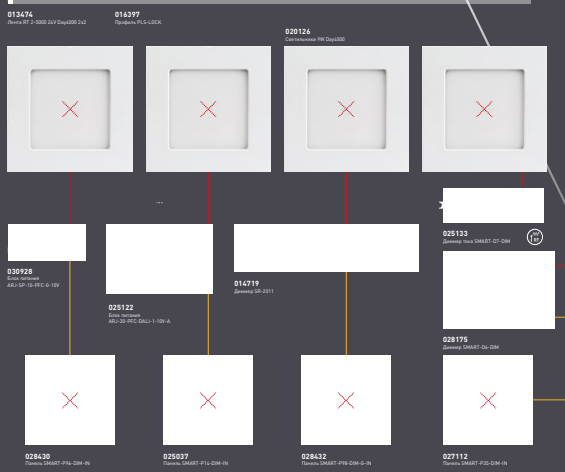 013474
Лента RT 2-5000 24V Day4000 2x2
016397
Профиль PLS-LOCK
020126
Светильники 9W Day4000
030928
Блок питания
ARJ-SP-10-PFC-0-10V
025122
Блок питания
ARJ-30-PFC-DALI-1-10V-A
014719
Диммер SR-2011
025133
Диммер тока SMART-D7-DIM
028175
Диммер SMART-D6-DIM
028430
Панель SMART-P94-DIM-IN
025037
Панель SMART-P14-DIM-IN
028432
Панель SMART-P98-DIM-G-IN
027112
Панель SMART-P35-DIM-IN